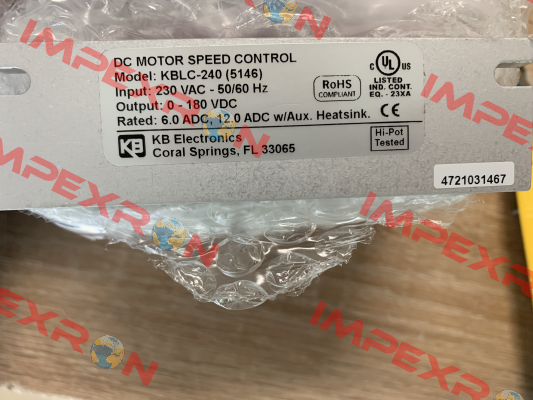 DC MOTOR SPEED CONTROL
Model: KBLC-240 (5146)
Input: 230 VAC - 50/60 Hz
Output: 0 - 180 VDC
Rated: 6.0 ADC, 12.0 ADC w/Aux. Heatsink. CE
KB KB Electronics
Coral Springs, FL 33065
RoHS
COMPLIANT
C UL US
LISTED
IND. CONT.
EQ. - 23XA
Hi-Pot
Tested
4721031467
IMPEXRON
IMPEXRON
IMPEXRON
IMPEXRON
IMPEXRON
IMPEXRON